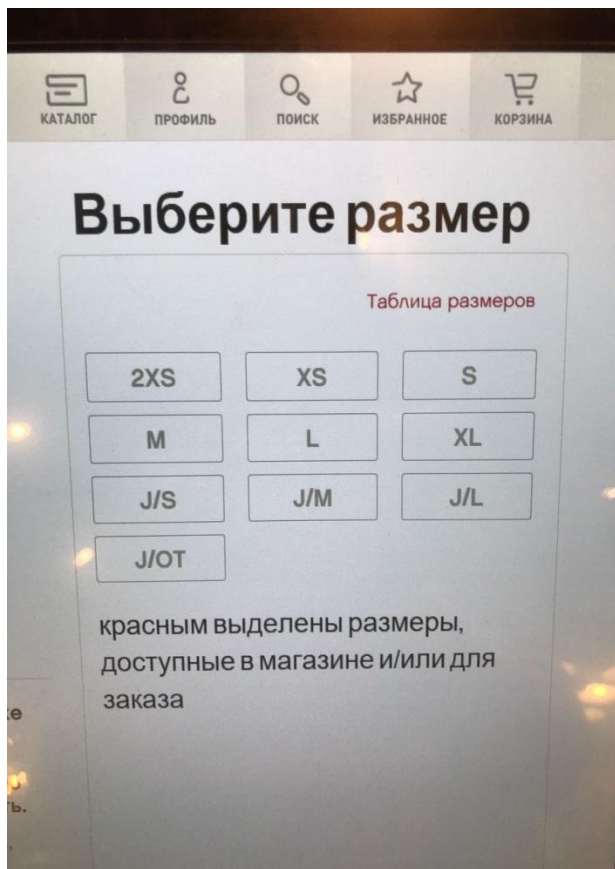 КАТАЛОГ ПРОФИЛЬ ПОИСК ИЗБРАННОЕ КОРЗИНА
Выберите размер
Таблица размеров
2XS XS S
M L XL
J/S J/M J/L
J/OT
красным выделены размеры,
доступные в магазине и/или для
заказа